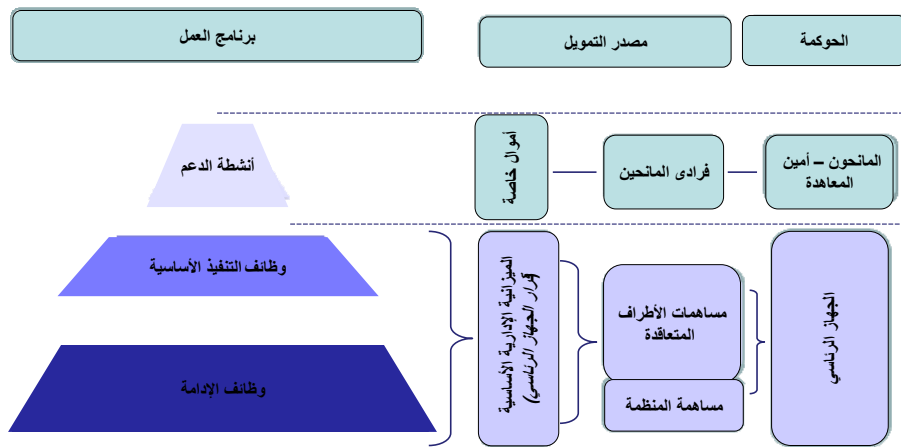 الحوكمة
مصدر التمويل
برنامج العمل
المانحون – أمين
المعاهدة
فرادى المانحين
أموال خاصة
أنشطة الدعم
الجهاز الرئاسي
مساهمات الأطراف
المتعاقدة
مساهمة المنظمة
الميزانية الإدارية الأساسية
(قرار الجهاز الرئاسي)
وظائف التنفيذ الأساسية
وظائف الإدامة